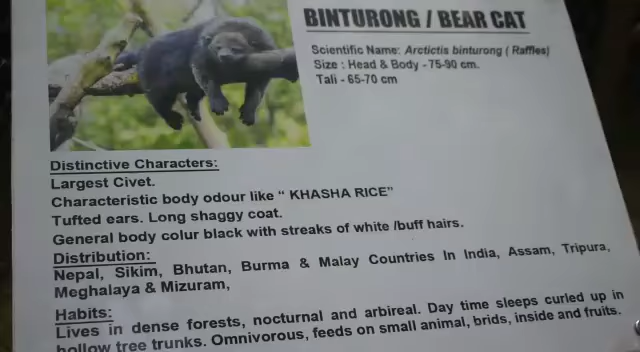 BINTURONG / BEAR CAT
Scientific Name: Arctictis binturong ( Raffles)
Size : Head & Body - 75-90 cm.
Tali - 65-70 cm
Distinctive Characters:
Largest Civet.
Characteristic body odour like “ KHASHA RICE”
Tufted ears. Long shaggy coat.
General body colur black with streaks of white /buff hairs.
Distribution:
Nepal, Sikim, Bhutan, Burma & Malay Countries In India, Assam, Tripura,
Meghalaya & Mizuram,
Habits:
Lives in dense forests, nocturnal and arbireal. Day time sleeps curled up in
hollow tree trunks. Omnivorous, feeds on small animal, brids, inside and fruits.